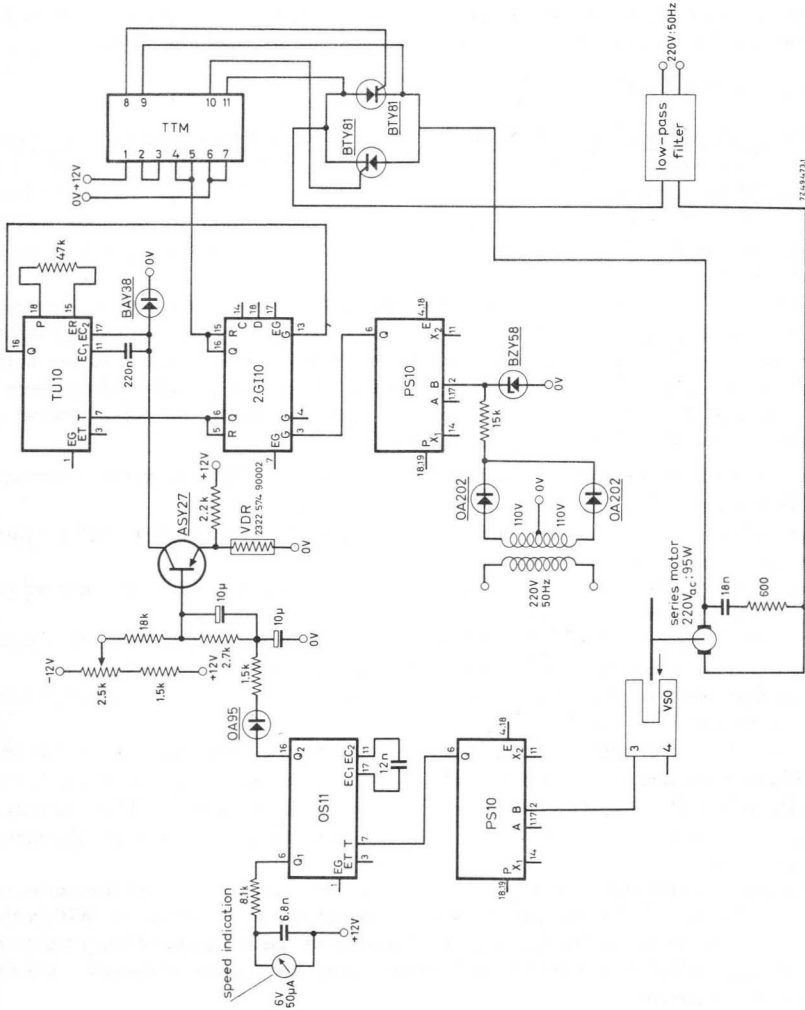 TTM
1 2 3 4 5 6 7
8 9 10 11
+12V
0V
BTY81
BTY81
low-pass
filter
220V:50Hz
7Z49473.1
TU10
Q
16
P
18
47k
ER
15
EC1
EC2
11
17
EG
1
ET
3
T
7
220n
BAY38
0V
2.GI10
R
Q
15
16
C
14
D
18
EG
17
G
13
R
Q
5
6
EG
7
G
3
G
4
PS10
Q
6
E
4,18
X2
11
P
18,19
X1
14
A
1,17
B
2
BZY58
0V
15k
OA202
OA202
110V
110V
0V
220V
50Hz
ASY27
+12V
2.2k
VDR
2322 574 90002
0V
-12V
2.5k
1.5k
+12V
18k
10µ
2.7k
10µ
0V
1.5k
OA95
OS11
Q1
6
Q2
16
EC1
EC2
17
11
12n
EG
1
ET
3
T
7
8.1k
6.8n
speed indication
6V
50µA
+12V
PS10
Q
6
E
4,18
X2
11
P
18,19
X1
14
A
1,17
B
2
VSO
3
4
series motor
220Vac:95W
18n
600